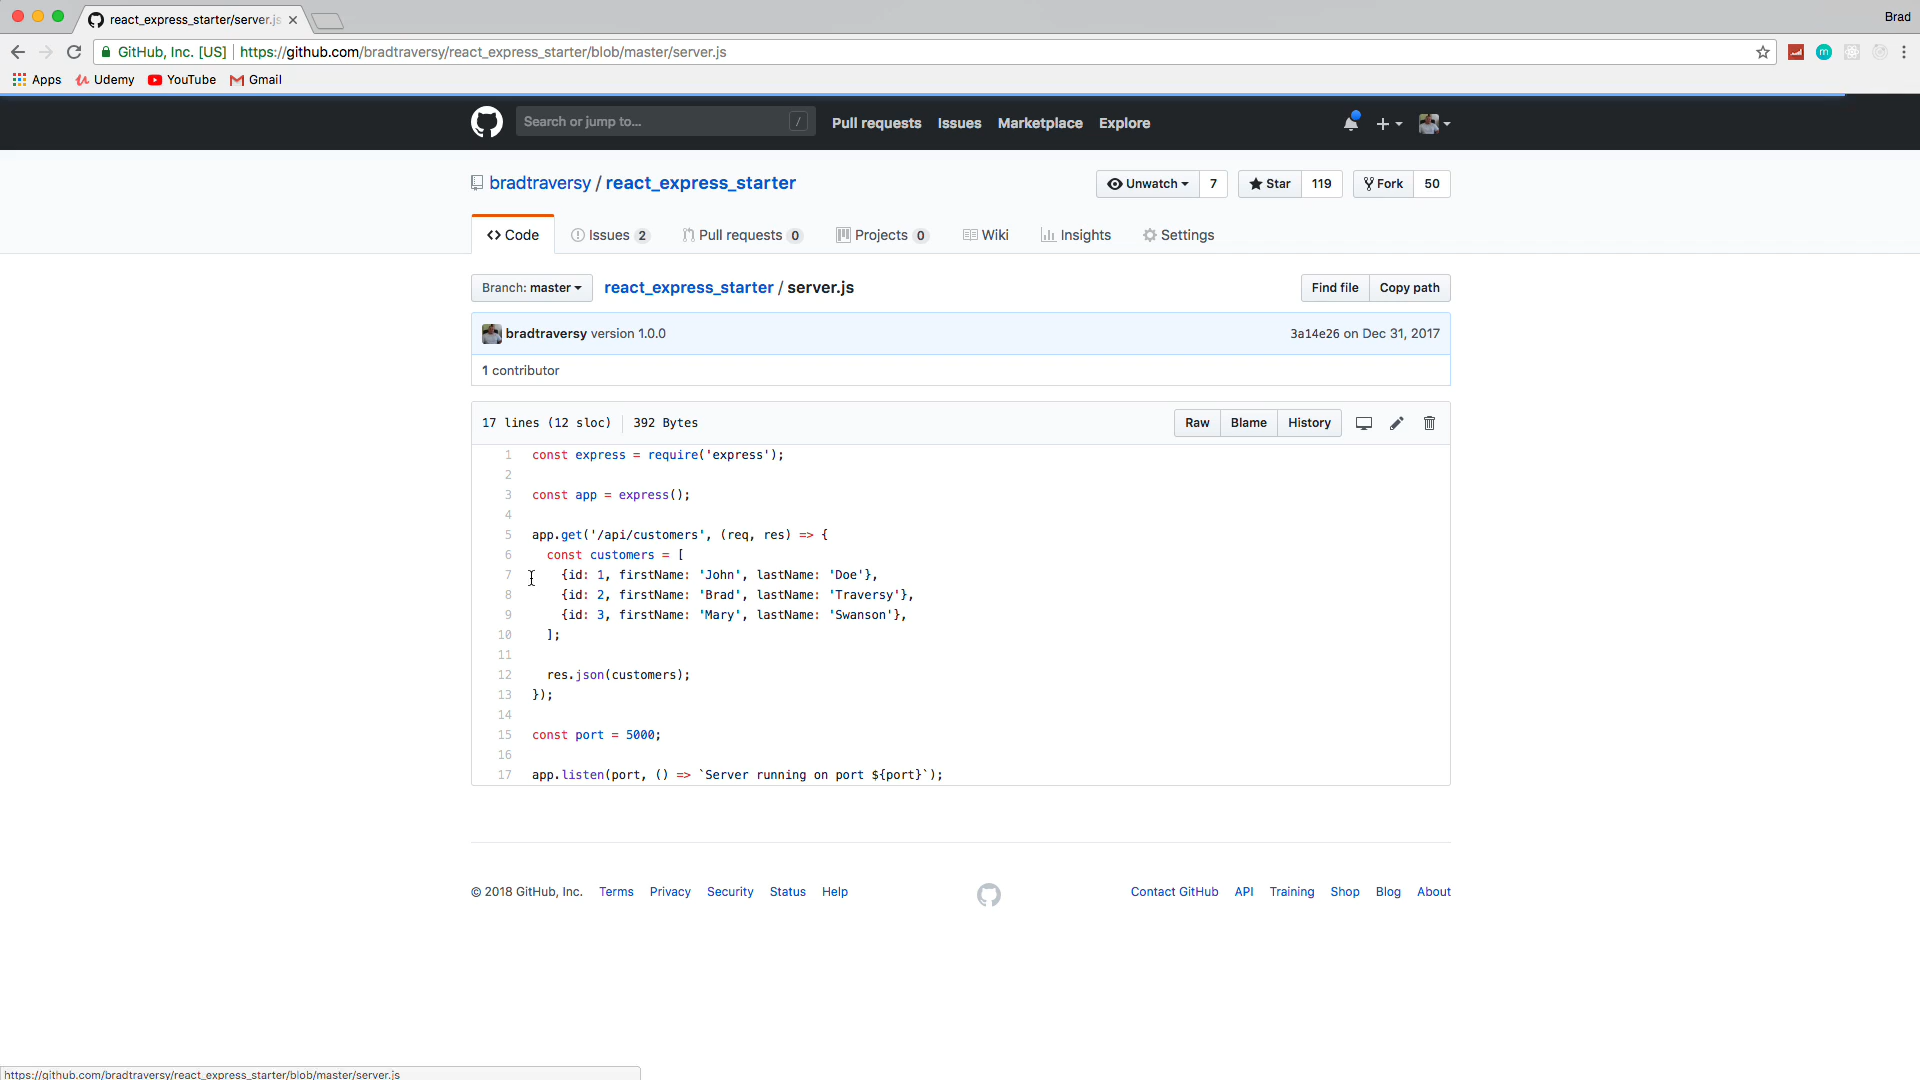 react_express_starter/server.js
Brad
GitHub, Inc. [US] https://github.com/bradtraversy/react_express_starter/blob/master/server.js
m
Apps Udemy YouTube Gmail
Search or jump to... / Pull requests Issues Marketplace Explore
bradtraversy / react_express_starter Unwatch 7 Star 119 Fork 50
Code Issues 2 Pull requests 0 Projects 0 Wiki Insights Settings
Branch: master react_express_starter / server.js Find file Copy path
bradtraversy version 1.0.0 3a14e26 on Dec 31, 2017
1 contributor
17 lines (12 sloc) 392 Bytes Raw Blame History
1 const express = require('express');
2
3 const app = express();
4
5 app.get('/api/customers', (req, res) => {
6 const customers = [
7 {id: 1, firstName: 'John', lastName: 'Doe'},
8 {id: 2, firstName: 'Brad', lastName: 'Traversy'},
9 {id: 3, firstName: 'Mary', lastName: 'Swanson'},
10 ];
11
12 res.json(customers);
13 });
14
15 const port = 5000;
16
17 app.listen(port, () => `Server running on port ${port}`);
© 2018 GitHub, Inc. Terms Privacy Security Status Help Contact GitHub API Training Shop Blog About
https://github.com/bradtraversy/react_express_starter/blob/master/server.js